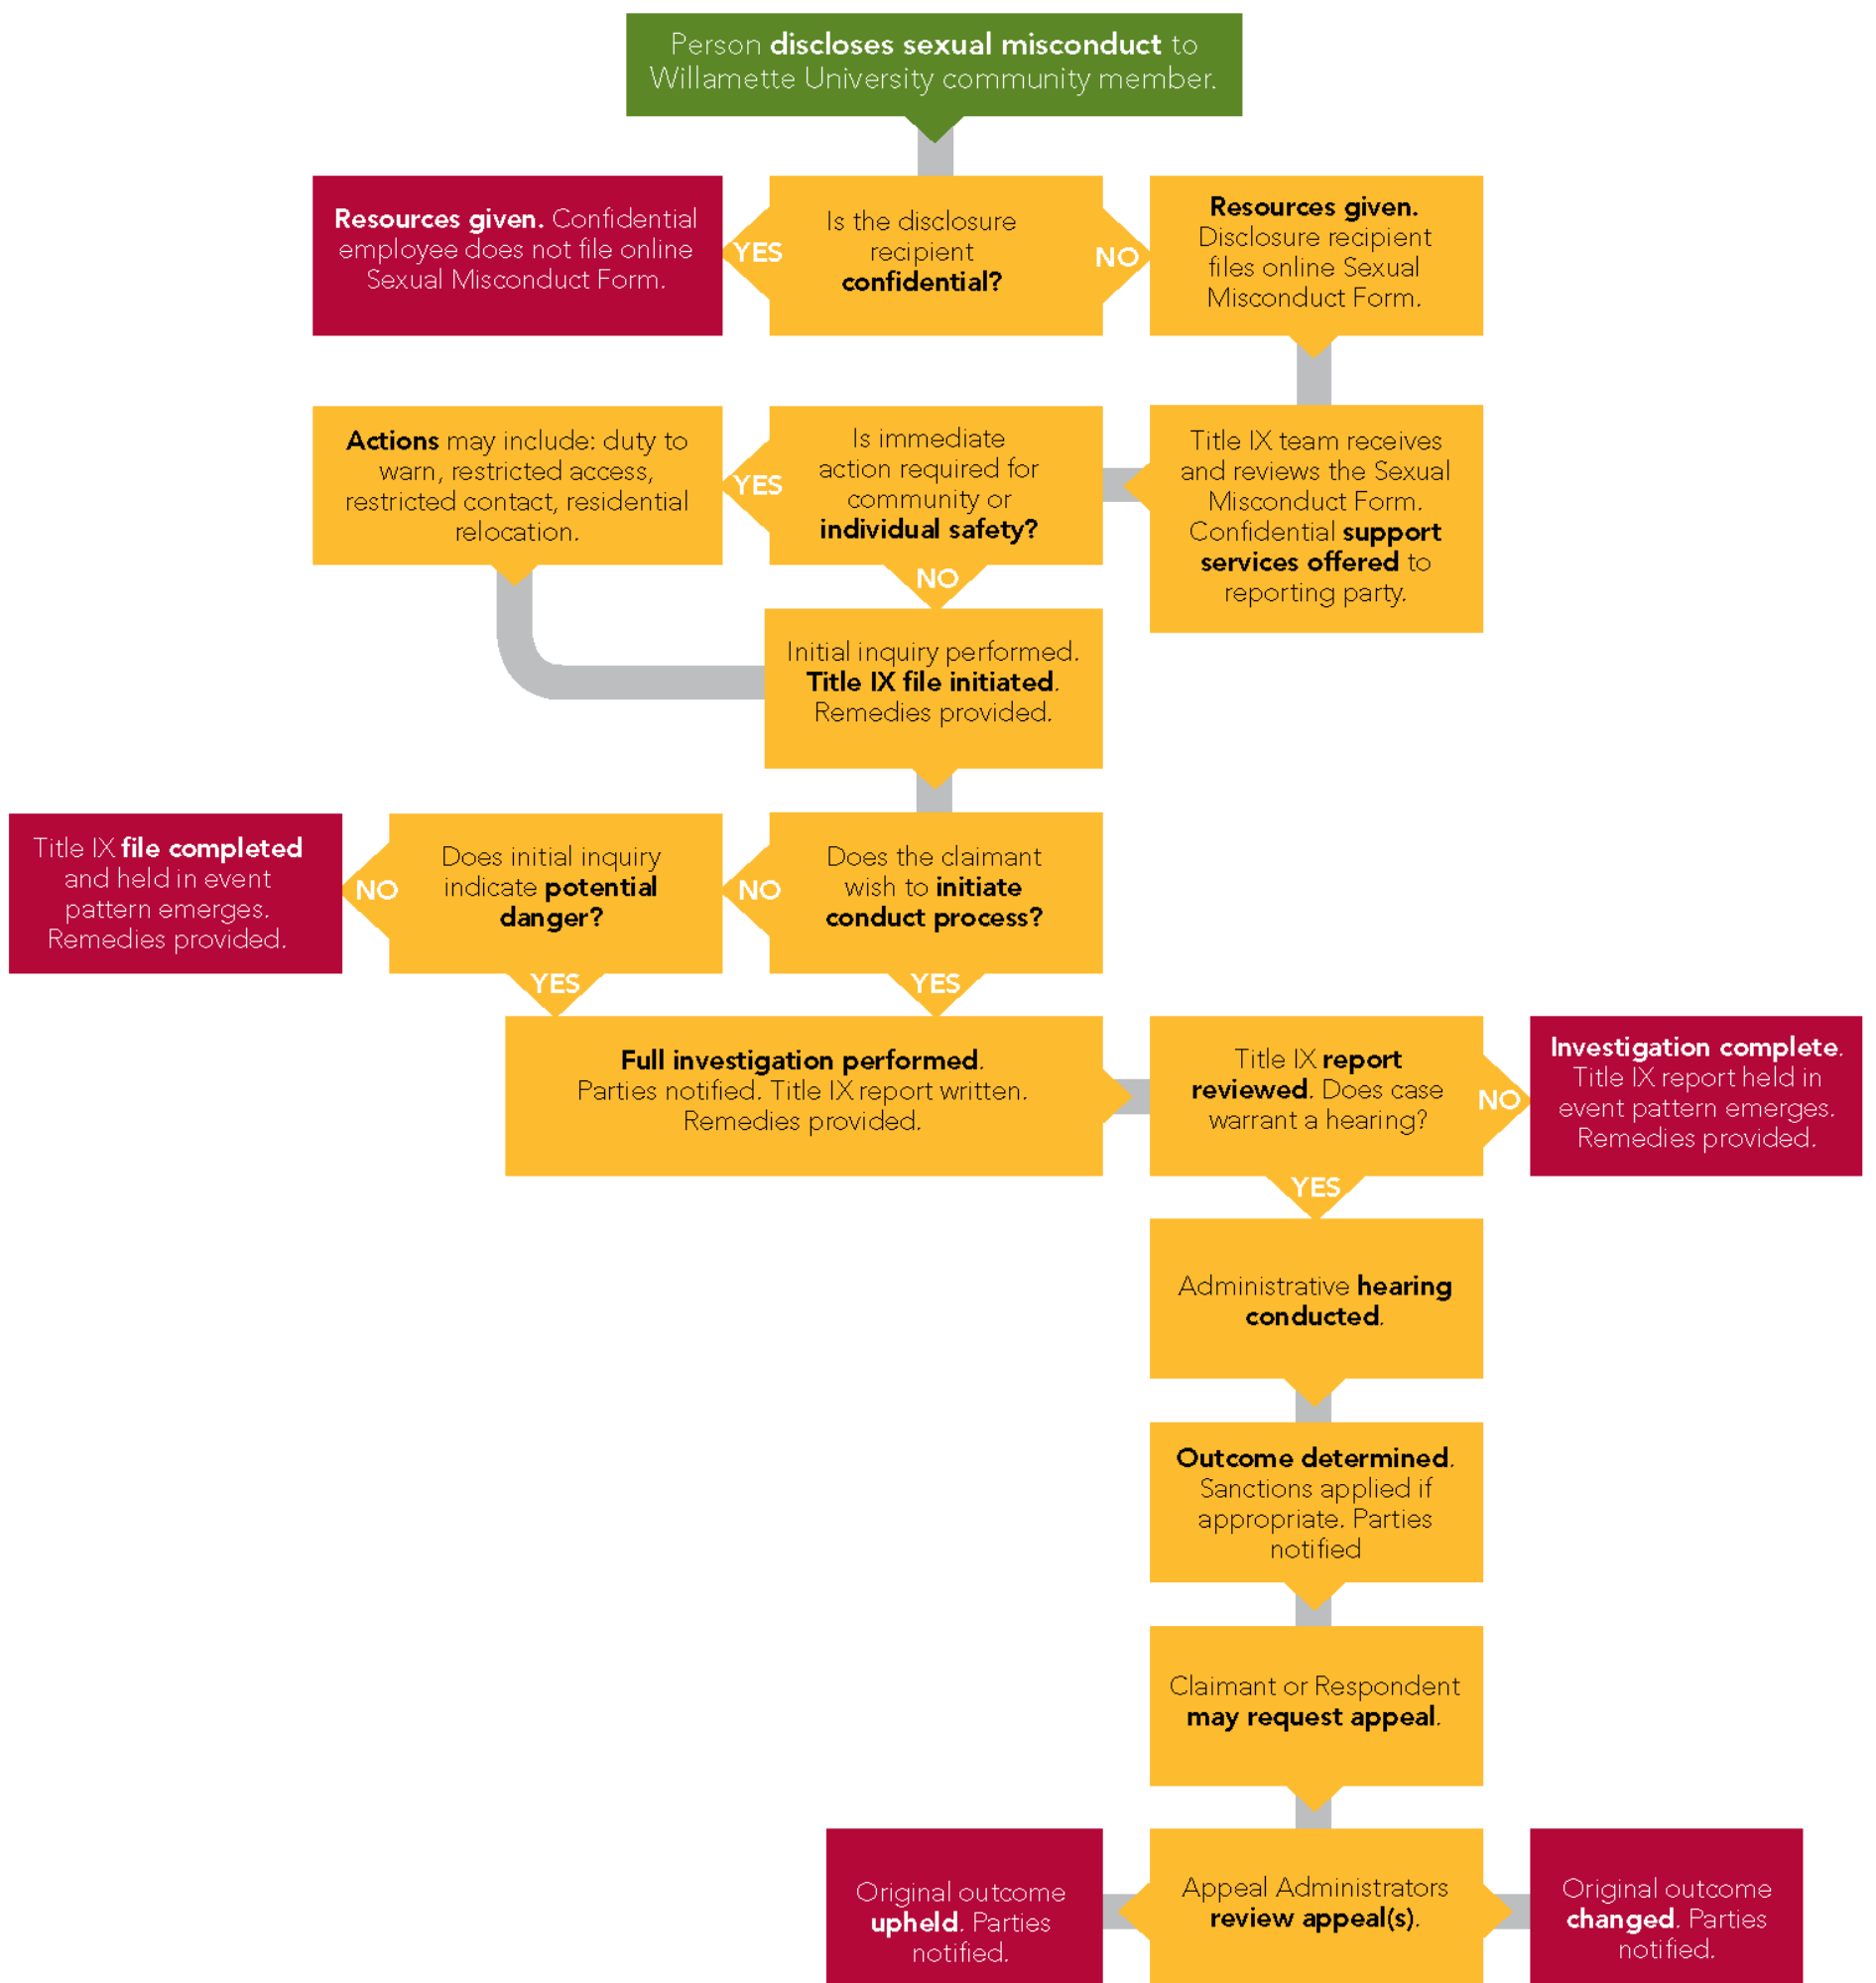 Person discloses sexual misconduct to
Willamette University community member.
Resources given. Confidential
employee does not file online
Sexual Misconduct Form.
YES
Is the disclosure
recipient
confidential?
NO
Resources given.
Disclosure recipient
files online Sexual
Misconduct Form.
Actions may include: duty to
warn, restricted access,
restricted contact, residential
relocation.
YES
Is immediate
action required for
community or
individual safety?
NO
Title IX team receives
and reviews the Sexual
Misconduct Form.
Confidential support
services offered to
reporting party.
Initial inquiry performed.
Title IX file initiated.
Remedies provided.
Title IX file completed
and held in event
pattern emerges.
Remedies provided.
NO
Does initial inquiry
indicate potential
danger?
YES
NO
Does the claimant
wish to initiate
conduct process?
YES
Full investigation performed.
Parties notified. Title IX report written.
Remedies provided.
Title IX report
reviewed. Does case
warrant a hearing?
NO
YES
Investigation complete.
Title IX report held in
event pattern emerges.
Remedies provided.
Administrative hearing
conducted.
Outcome determined.
Sanctions applied if
appropriate. Parties
notified
Claimant or Respondent
may request appeal.
Original outcome
upheld. Parties
notified.
Appeal Administrators
review appeal(s).
Original outcome
changed. Parties
notified.